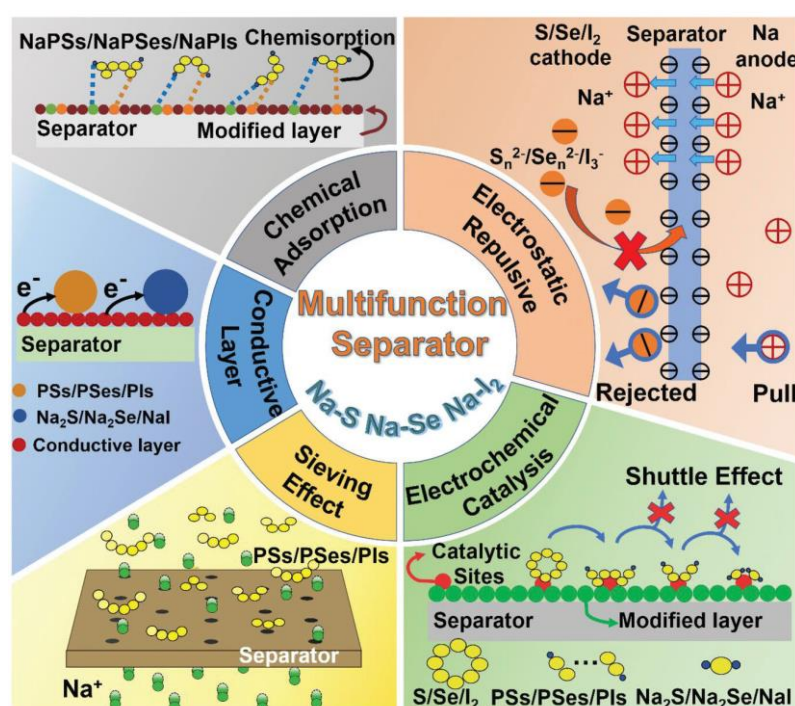 NaPSs/NaPSes/NaPIs
Chemisorption
Separator
Modified layer
S/Se/I₂
cathode
Separator
Na
anode
Na⁺
Na⁺
Sₙ²⁻/Seₙ²⁻/I₃⁻
Rejected
Pull
Chemical
Adsorption
Electrostatic
Repulsive
Conductive
Layer
Multifunction
Separator
Na-S Na-Se Na-I₂
Sieving
Effect
Electrochemical
Catalysis
e⁻
e⁻
Separator
PSs/PSes/PIs
Na₂S/Na₂Se/NaI
Conductive layer
PSs/PSes/PIs
Separator
Na⁺
Shuttle Effect
Catalytic
Sites
Separator
Modified layer
S/Se/I₂
PSs/PSes/PIs
Na₂S/Na₂Se/NaI